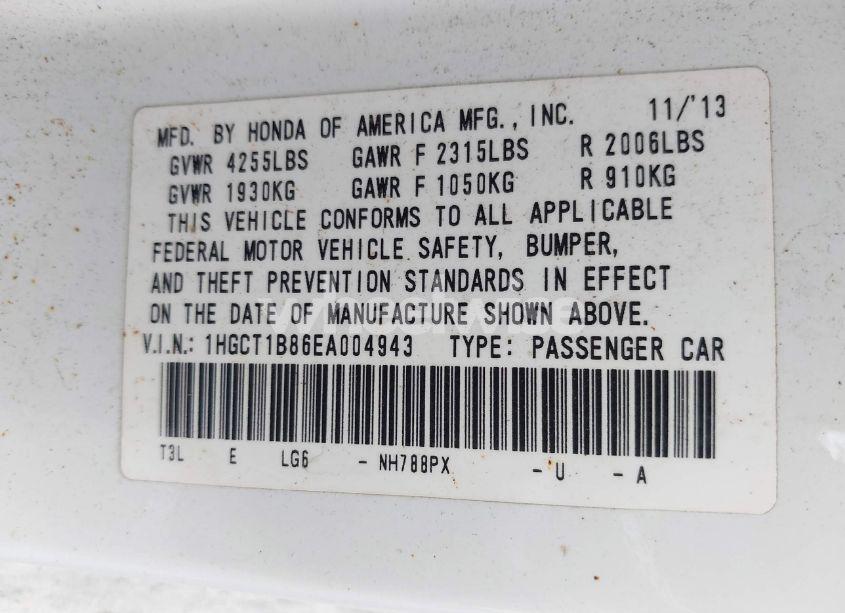 MFD. BY HONDA OF AMERICA MFG., INC. 11/'13
GVWR 4255LBS GAWR F 2315LBS R 2006LBS
GVWR 1930KG GAWR F 1050KG R 910KG
THIS VEHICLE CONFORMS TO ALL APPLICABLE
FEDERAL MOTOR VEHICLE SAFETY, BUMPER,
AND THEFT PREVENTION STANDARDS IN EFFECT
ON THE DATE OF MANUFACTURE SHOWN ABOVE.
V.I.N.: 1HGCT1B86EA004943 TYPE: PASSENGER CAR
T3L E LG6 - NH788PX - U - A